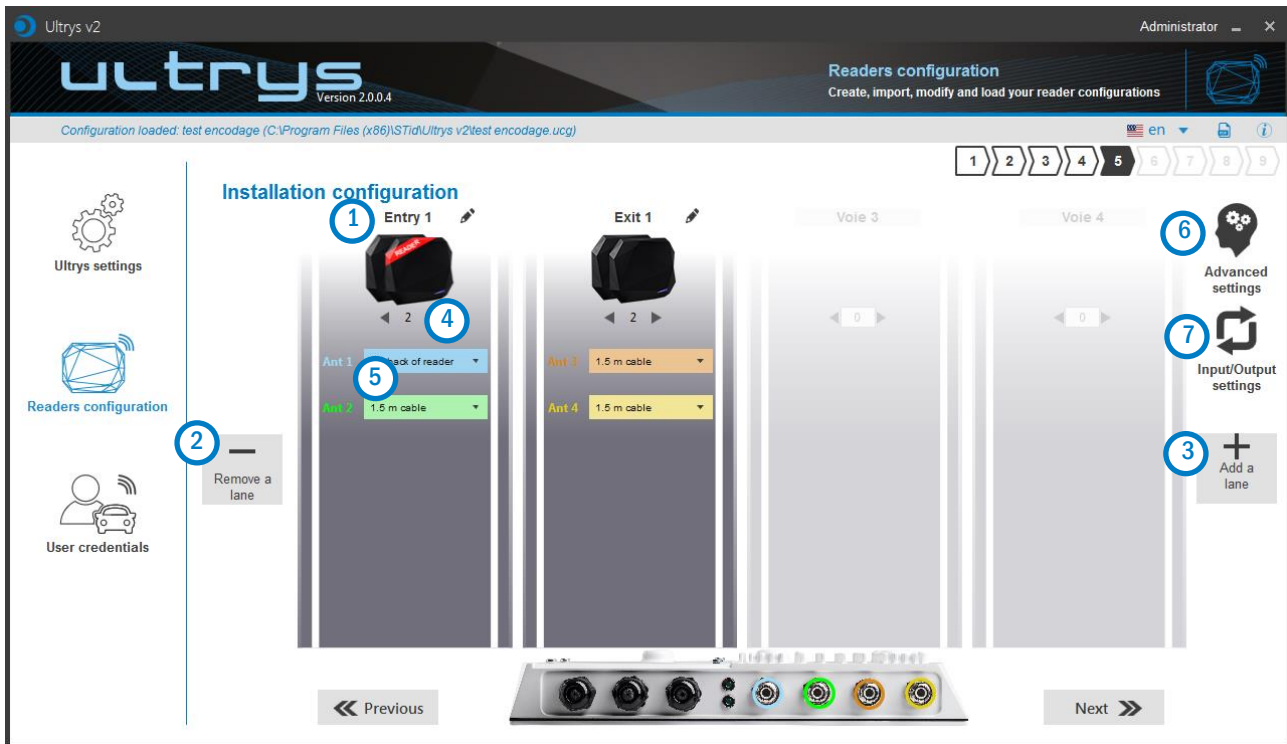 Ultrys v2
Administrator
ultrys
Version 2.0.0.4
Readers configuration
Create, import, modify and load your reader configurations
Configuration loaded: test encodage (C:\Program Files (x86)\STid\Ultrys v2\test encodage.ucg)
en
1 2 3 4 5 6 7 8 9
Installation configuration
1
Entry 1
Exit 1
Voie 3
Voie 4
READER
6
Advanced
settings
Ultrys settings
2
4
2
0
0
7
Input/Output
settings
Ant 1
back of reader
Ant 3
1.5 m cable
5
Ant 2
1.5 m cable
Ant 4
1.5 m cable
Readers configuration
2
Remove a
lane
3
Add a
lane
User credentials
Previous
Next